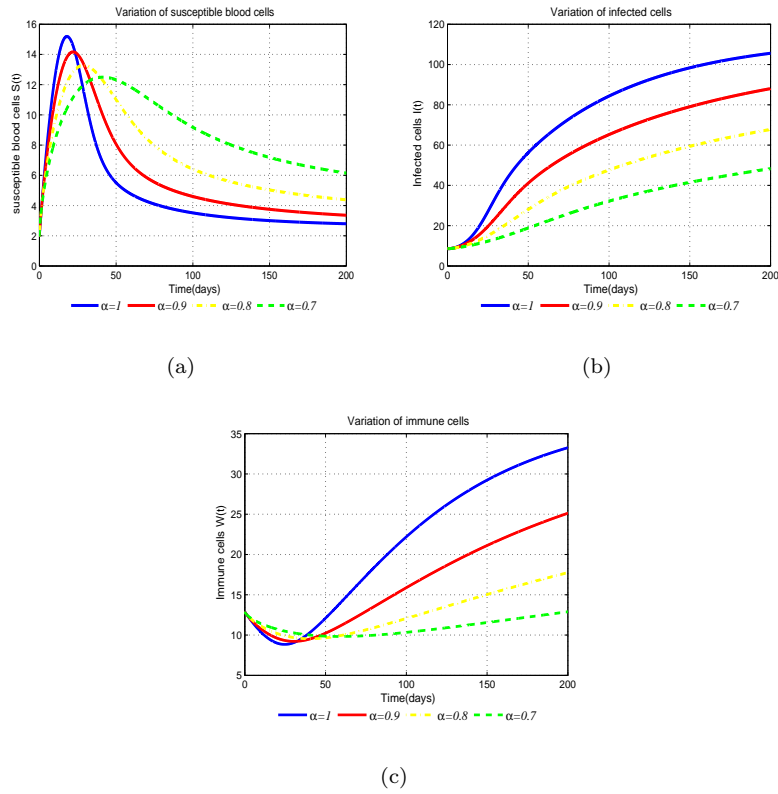 Variation of susceptible blood cells
susceptible blood cells S(t)
16
14
12
10
8
6
4
2
0
0 50 100 150 200
Time(days)
α=1 α=0.9 α=0.8 α=0.7
(a)
Variation of infected cells
Infected cells I(t)
120
100
80
60
40
20
0
0 50 100 150 200
Time(days)
α=1 α=0.9 α=0.8 α=0.7
(b)
Variation of immune cells
Immune cells W(t)
35
30
25
20
15
10
5
0 50 100 150 200
Time(days)
α=1 α=0.9 α=0.8 α=0.7
(c)